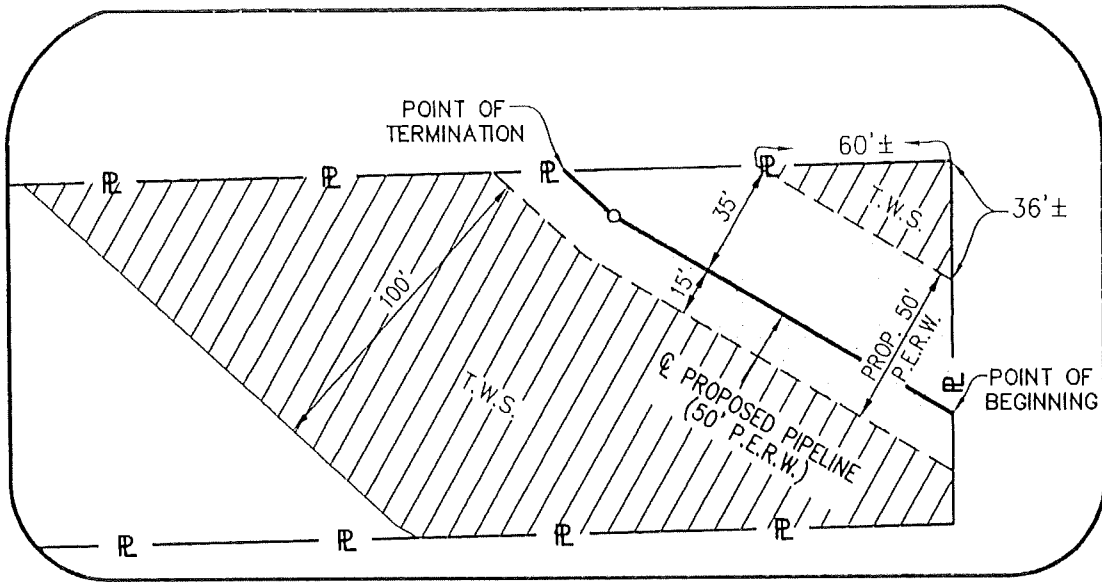 POINT OF
TERMINATION
60'±
T.W.S.
36'±
35'
15'
100'
PROP. 50'
P.E.R.W.
T.W.S.
℄ PROPOSED PIPELINE
(50' P.E.R.W.)
POINT OF
BEGINNING
PL
PL
PL
PL
PL
PL
PL
PL
PL